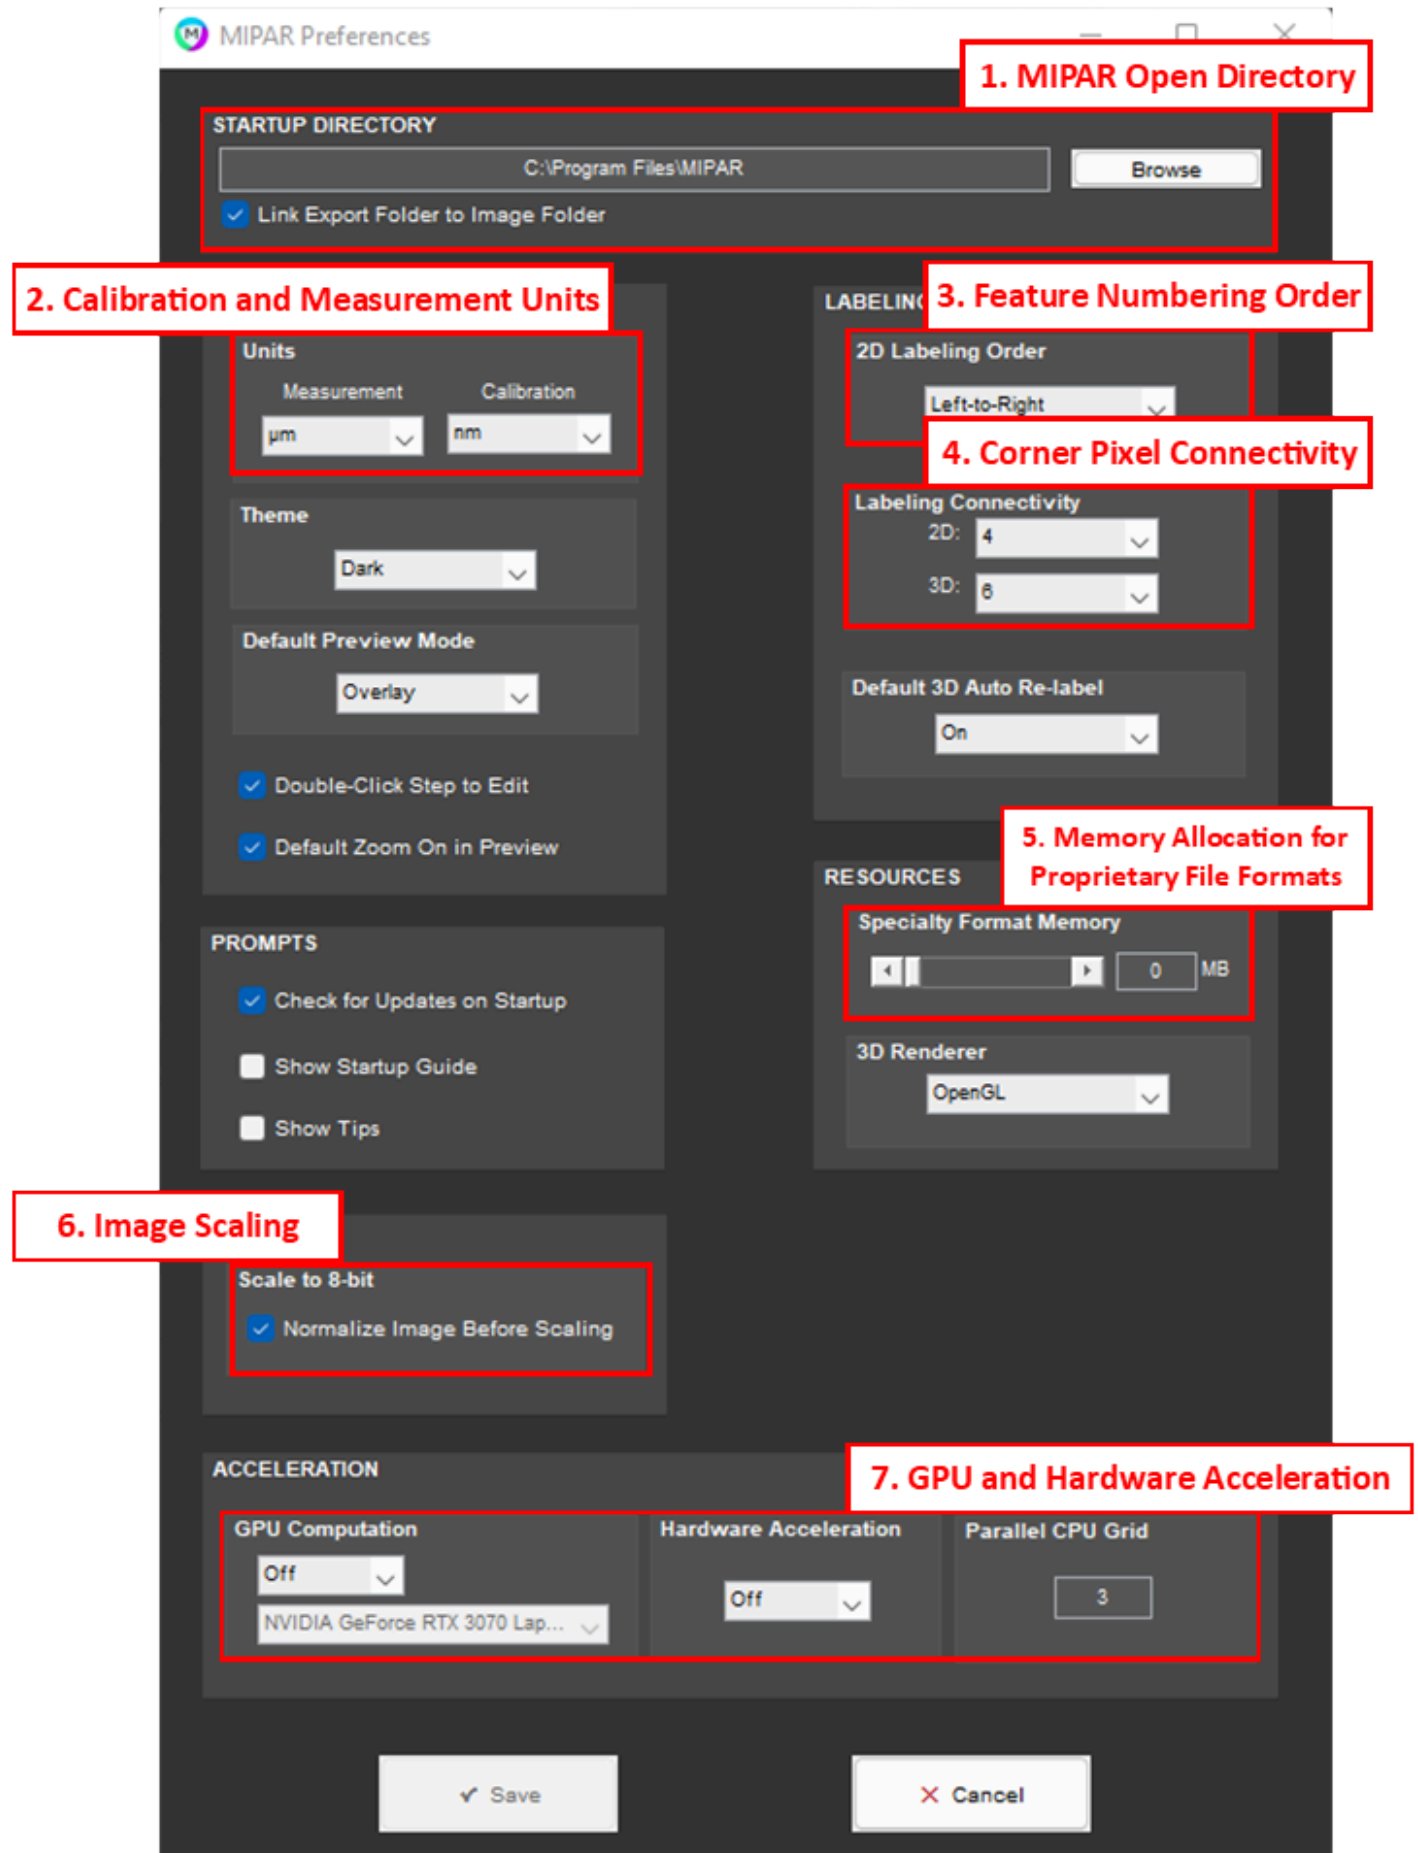 MIPAR Preferences
1. MIPAR Open Directory
STARTUP DIRECTORY
C:\Program Files\MIPAR
Browse
Link Export Folder to Image Folder
2. Calibration and Measurement Units
Units
Measurement
Calibration
µm
nm
Theme
Dark
Default Preview Mode
Overlay
Double-Click Step to Edit
Default Zoom On in Preview
LABELING
3. Feature Numbering Order
2D Labeling Order
Left-to-Right
4. Corner Pixel Connectivity
Labeling Connectivity
2D: 4
3D: 6
Default 3D Auto Re-label
On
5. Memory Allocation for
Proprietary File Formats
RESOURCES
Specialty Format Memory
0 MB
3D Renderer
OpenGL
PROMPTS
Check for Updates on Startup
Show Startup Guide
Show Tips
6. Image Scaling
Scale to 8-bit
Normalize Image Before Scaling
ACCELERATION
7. GPU and Hardware Acceleration
GPU Computation
Off
NVIDIA GeForce RTX 3070 Lap...
Hardware Acceleration
Off
Parallel CPU Grid
3
Save
Cancel